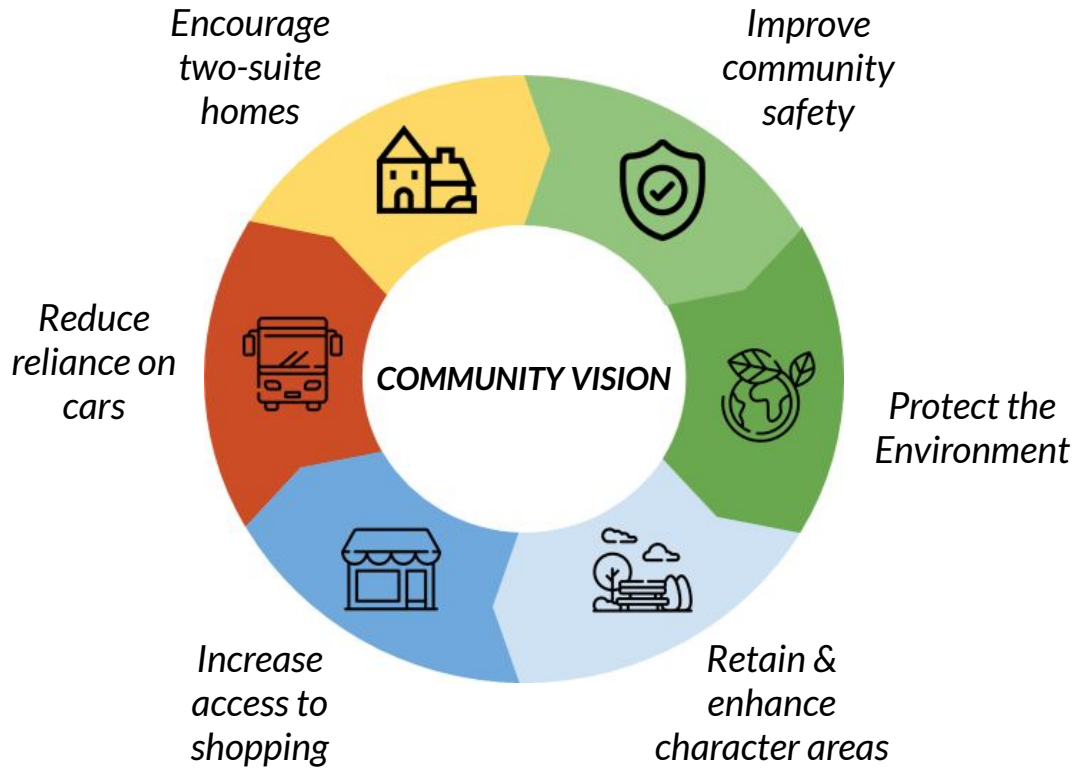 Encourage
two-suite
homes
Improve
community
safety
Reduce
reliance on
cars
COMMUNITY VISION
Protect the
Environment
Increase
access to
shopping
Retain &
enhance
character areas